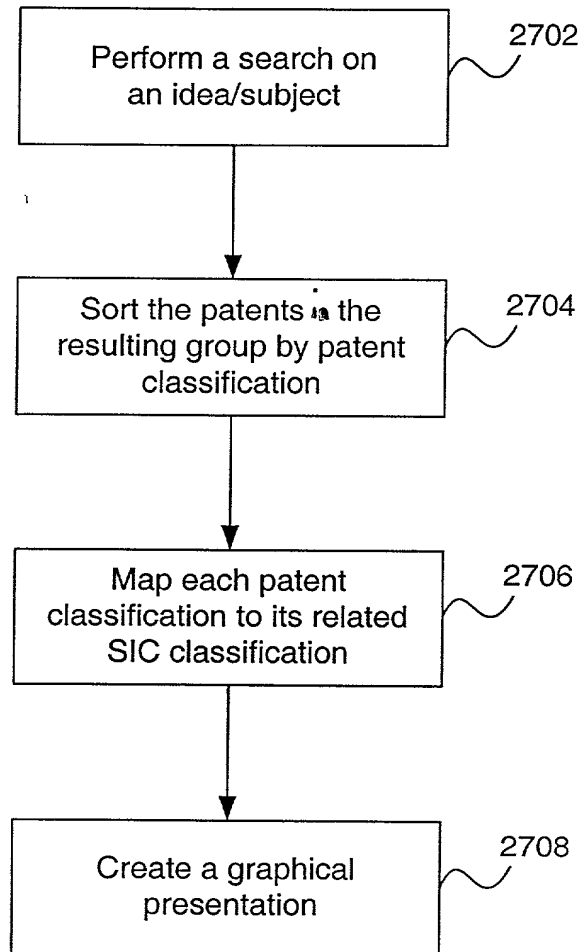 Perform a search on
an idea/subject
2702
Sort the patents in the
resulting group by patent
classification
2704
Map each patent
classification to its related
SIC classification
2706
Create a graphical
presentation
2708